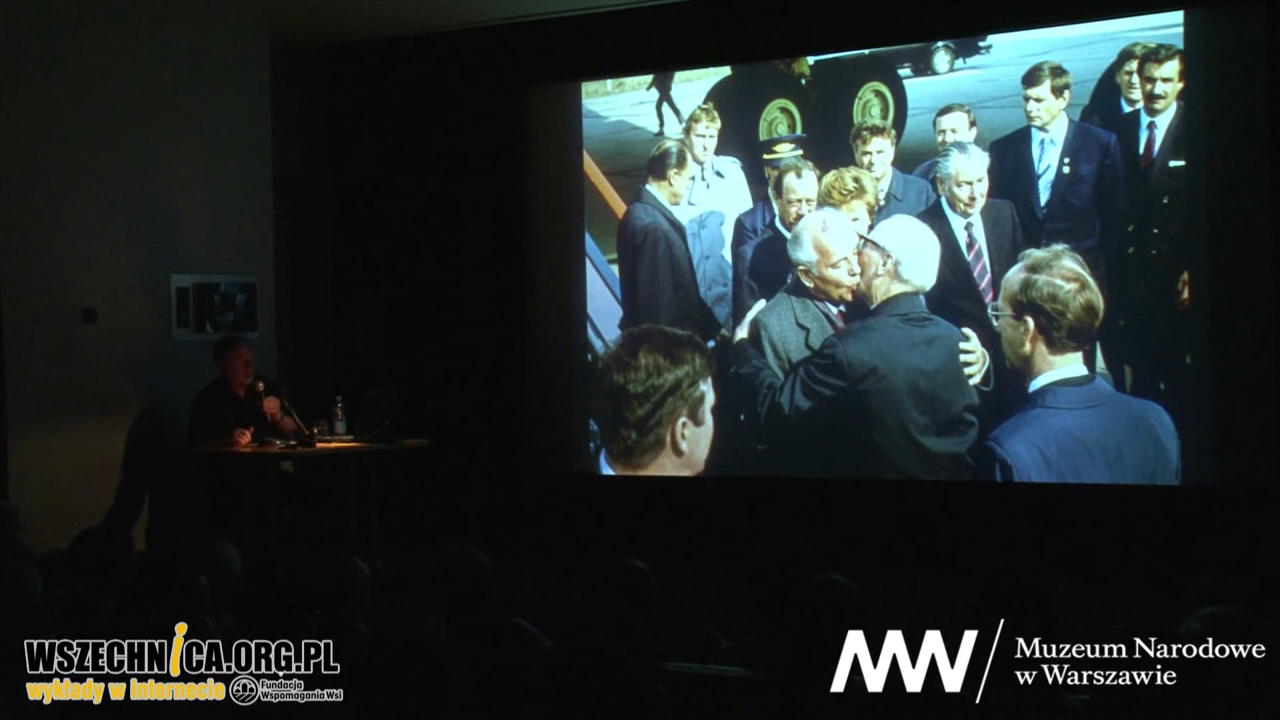 WSZECHNICA.ORG.PL
wykłady w internecie
Fundacja
Wspomagania Wsi
MNW
Muzeum Narodowe
w Warszawie